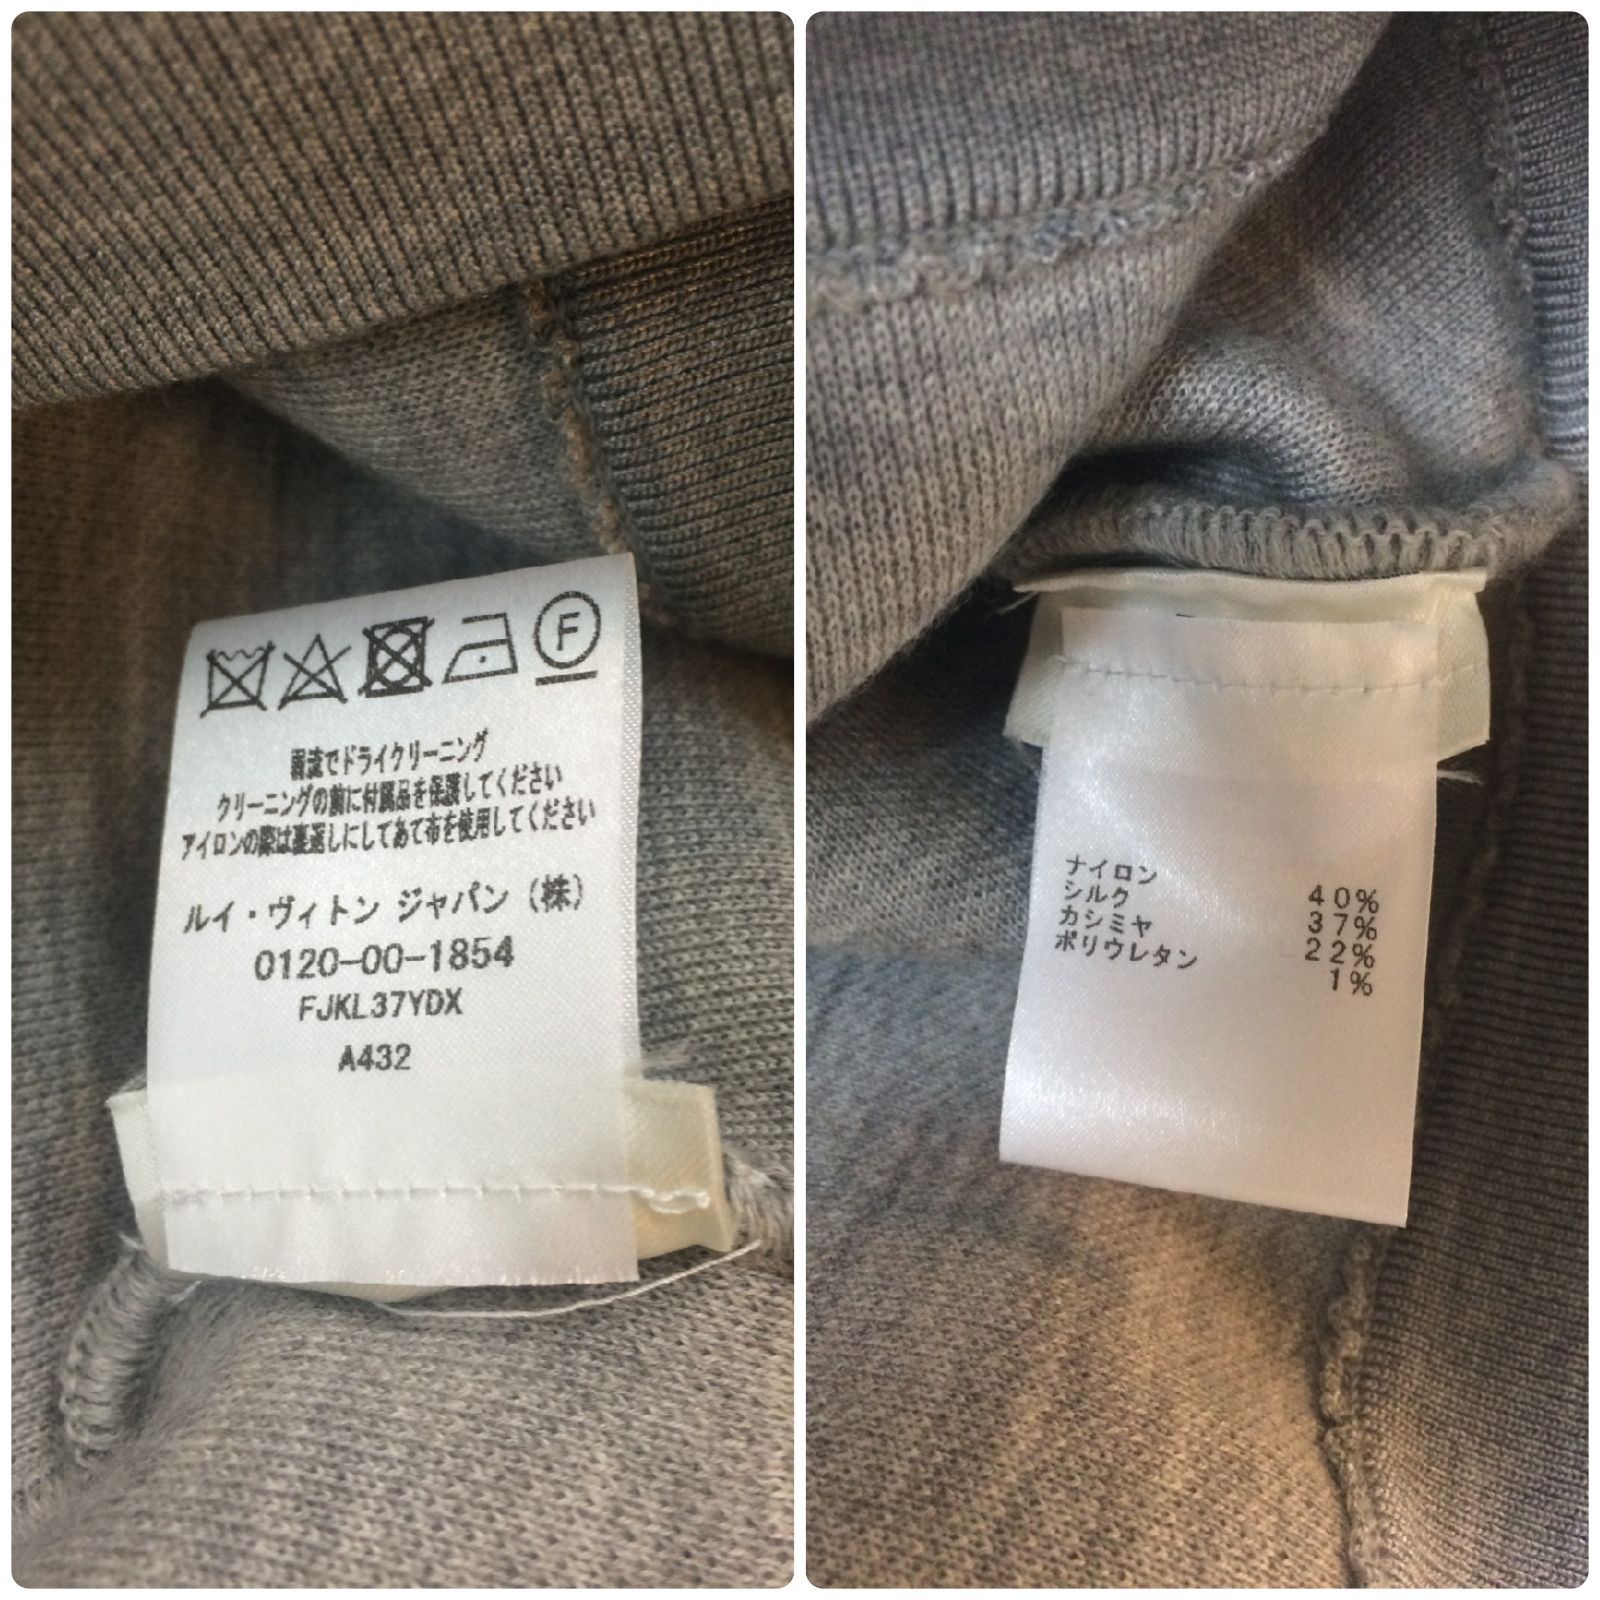 F
弱流でドライクリーニング
クリーニングの前に付属品を保護してください
アイロンの際は裏返しにしてあて布を使用してください
ルイ・ヴィトン ジャパン（株）
0120-00-1854
FJKL37YDX
A432
ナイロン 40%
シルク 37%
カシミヤ 22%
ポリウレタン 1%